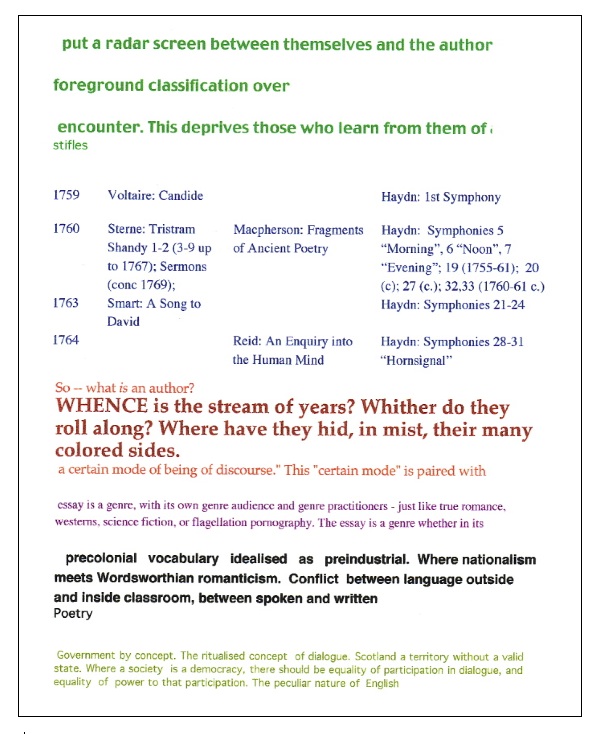 put a radar screen between themselves and the author
foreground classification over
encounter. This deprives those who learn from them of
stifles
1759 Voltaire: Candide Haydn: 1st Symphony
1760 Sterne: Tristram Macpherson: Fragments Haydn: Symphonies 5
Shandy 1-2 (3-9 up of Ancient Poetry "Morning", 6 "Noon", 7
to 1767); Sermons "Evening"; 19 (1755-61); 20
(conc 1769); (c); 27 (c.); 32,33 (1760-61 c.)
1763 Smart: A Song to Haydn: Symphonies 21-24
David
1764 Reid: An Enquiry into Haydn: Symphonies 28-31
the Human Mind "Hornsignal"
So -- what is an author?
WHENCE is the stream of years? Whither do they
roll along? Where have they hid, in mist, their many
colored sides.
a certain mode of being of discourse." This "certain mode" is paired with
essay is a genre, with its own genre audience and genre practitioners - just like true romance,
westerns, science fiction, or flagellation pornography. The essay is a genre whether in its
precolonial vocabulary idealised as preindustrial. Where nationalism
meets Wordsworthian romanticism. Conflict between language outside
and inside classroom, between spoken and written
Poetry
Government by concept. The ritualised concept of dialogue. Scotland a territory without a valid
state. Where a society is a democracy, there should be equality of participation in dialogue, and
equality of power to that participation. The peculiar nature of English